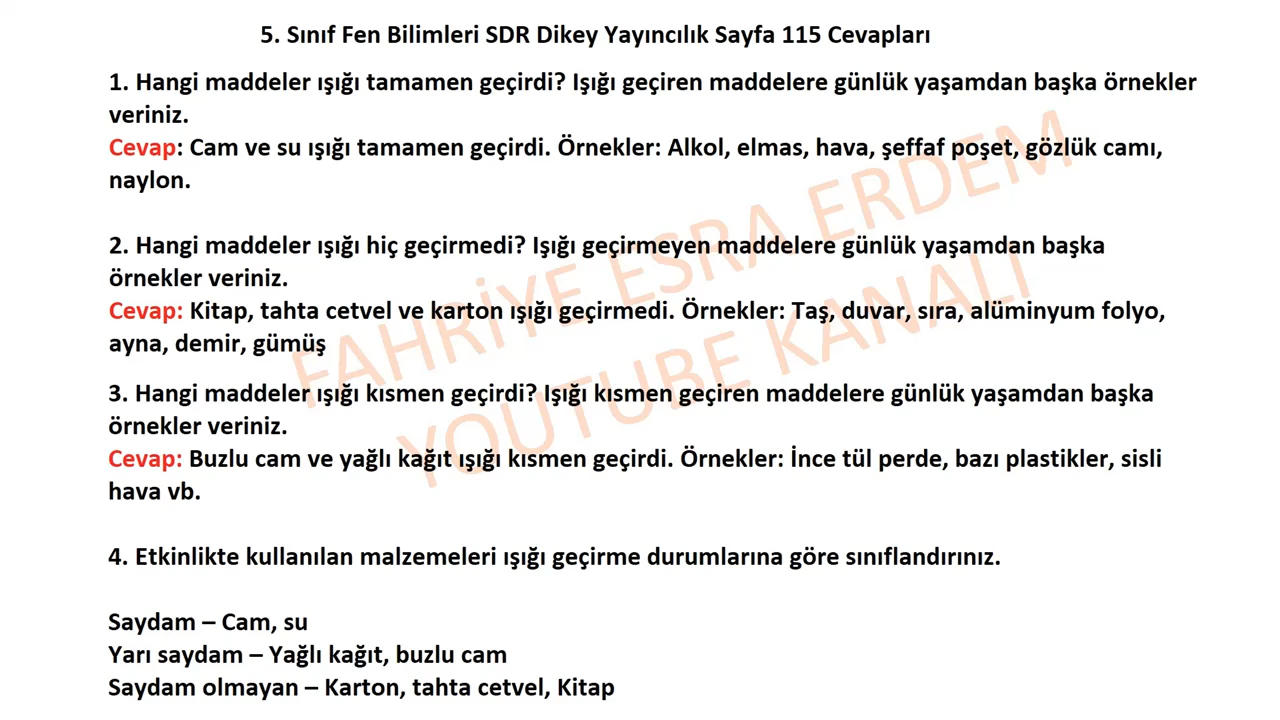 5. Sınıf Fen Bilimleri SDR Dikey Yayıncılık Sayfa 115 Cevapları
1. Hangi maddeler ışığı tamamen geçirdi? Işığı geçiren maddelere günlük yaşamdan başka örnekler
veriniz.
Cevap: Cam ve su ışığı tamamen geçirdi. Örnekler: Alkol, elmas, hava, şeffaf poşet, gözlük camı,
naylon.
2. Hangi maddeler ışığı hiç geçirmedi? Işığı geçirmeyen maddelere günlük yaşamdan başka
örnekler veriniz.
Cevap: Kitap, tahta cetvel ve karton ışığı geçirmedi. Örnekler: Taş, duvar, sıra, alüminyum folyo,
ayna, demir, gümüş
3. Hangi maddeler ışığı kısmen geçirdi? Işığı kısmen geçiren maddelere günlük yaşamdan başka
örnekler veriniz.
Cevap: Buzlu cam ve yağlı kağıt ışığı kısmen geçirdi. Örnekler: İnce tül perde, bazı plastikler, sisli
hava vb.
4. Etkinlikte kullanılan malzemeleri ışığı geçirme durumlarına göre sınıflandırınız.
Saydam – Cam, su
Yarı saydam – Yağlı kağıt, buzlu cam
Saydam olmayan – Karton, tahta cetvel, Kitap
FAHRİYE ESRA ERDEM
YOUTUBE KANALI